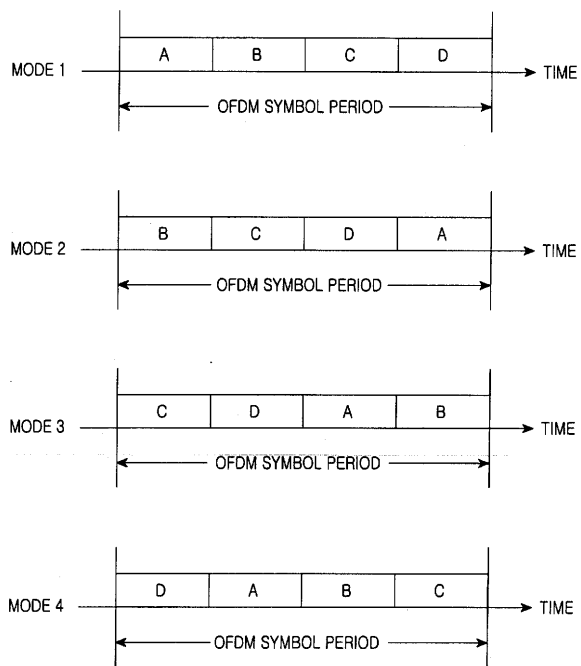 A B C D
MODE 1 TIME
OFDM SYMBOL PERIOD
B C D A
MODE 2 TIME
OFDM SYMBOL PERIOD
C D A B
MODE 3 TIME
OFDM SYMBOL PERIOD
D A B C
MODE 4 TIME
OFDM SYMBOL PERIOD